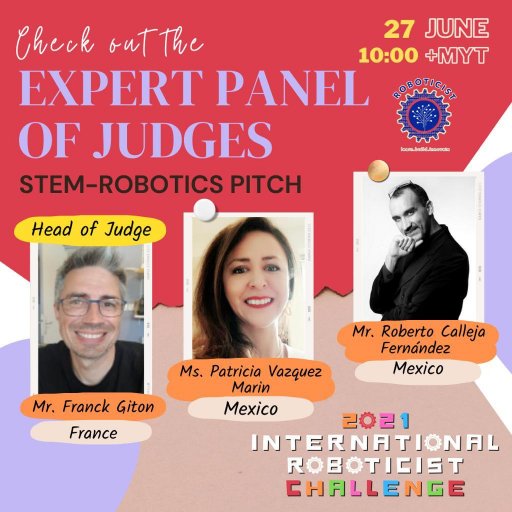 Check out the
27 JUNE
10:00 +MYT
EXPERT PANEL
OF JUDGES
ROBOTICIST
STEM-ROBOTICS PITCH
Head of Judge
Mr. Franck Giton
France
Ms. Patricia Vazquez
Marin
Mexico
Mr. Roberto Calleja
Fernández
Mexico
2021
INTERNATIONAL
ROBOTICIST
CHALLENGE